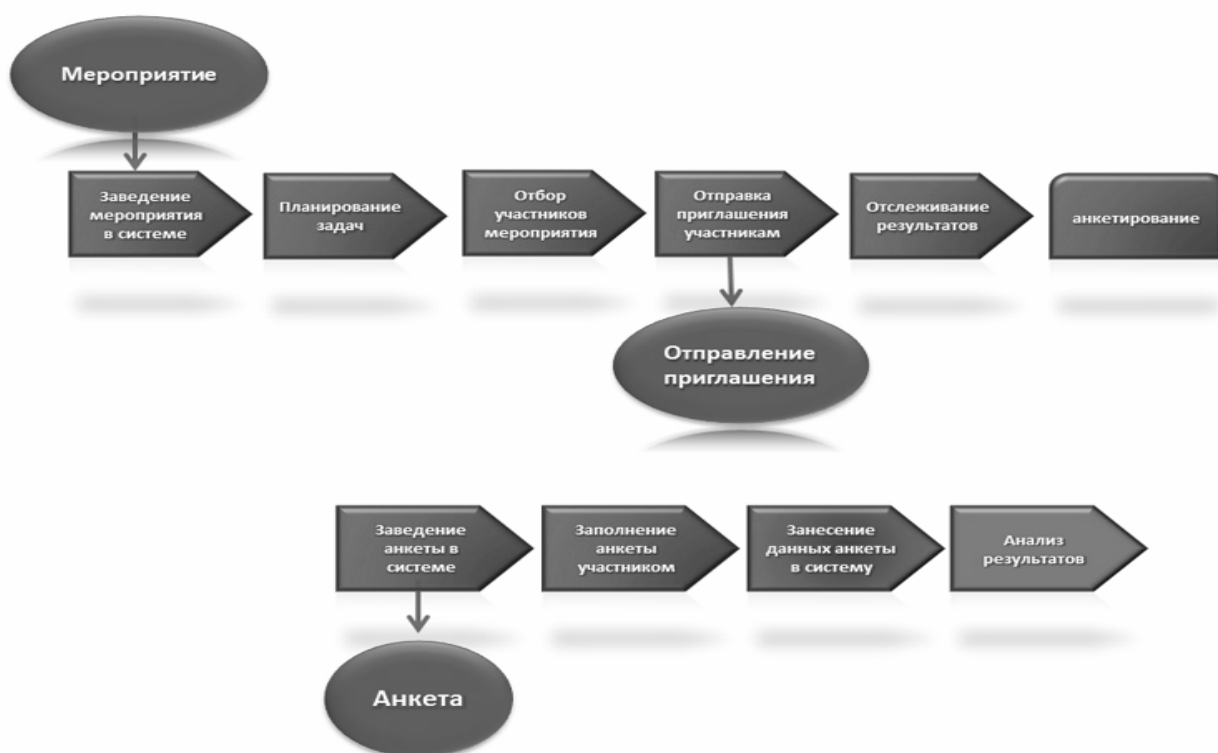 Мероприятие
Заведение
мероприятия
в системе
Планирование
задач
Отбор
участников
мероприятия
Отправка
приглашения
участникам
Отслеживание
результатов
анкетирование
Отправление
приглашения
Заведение
анкеты в
системе
Заполнение
анкеты
участником
Занесение
данных анкеты
в систему
Анализ
результатов
Анкета